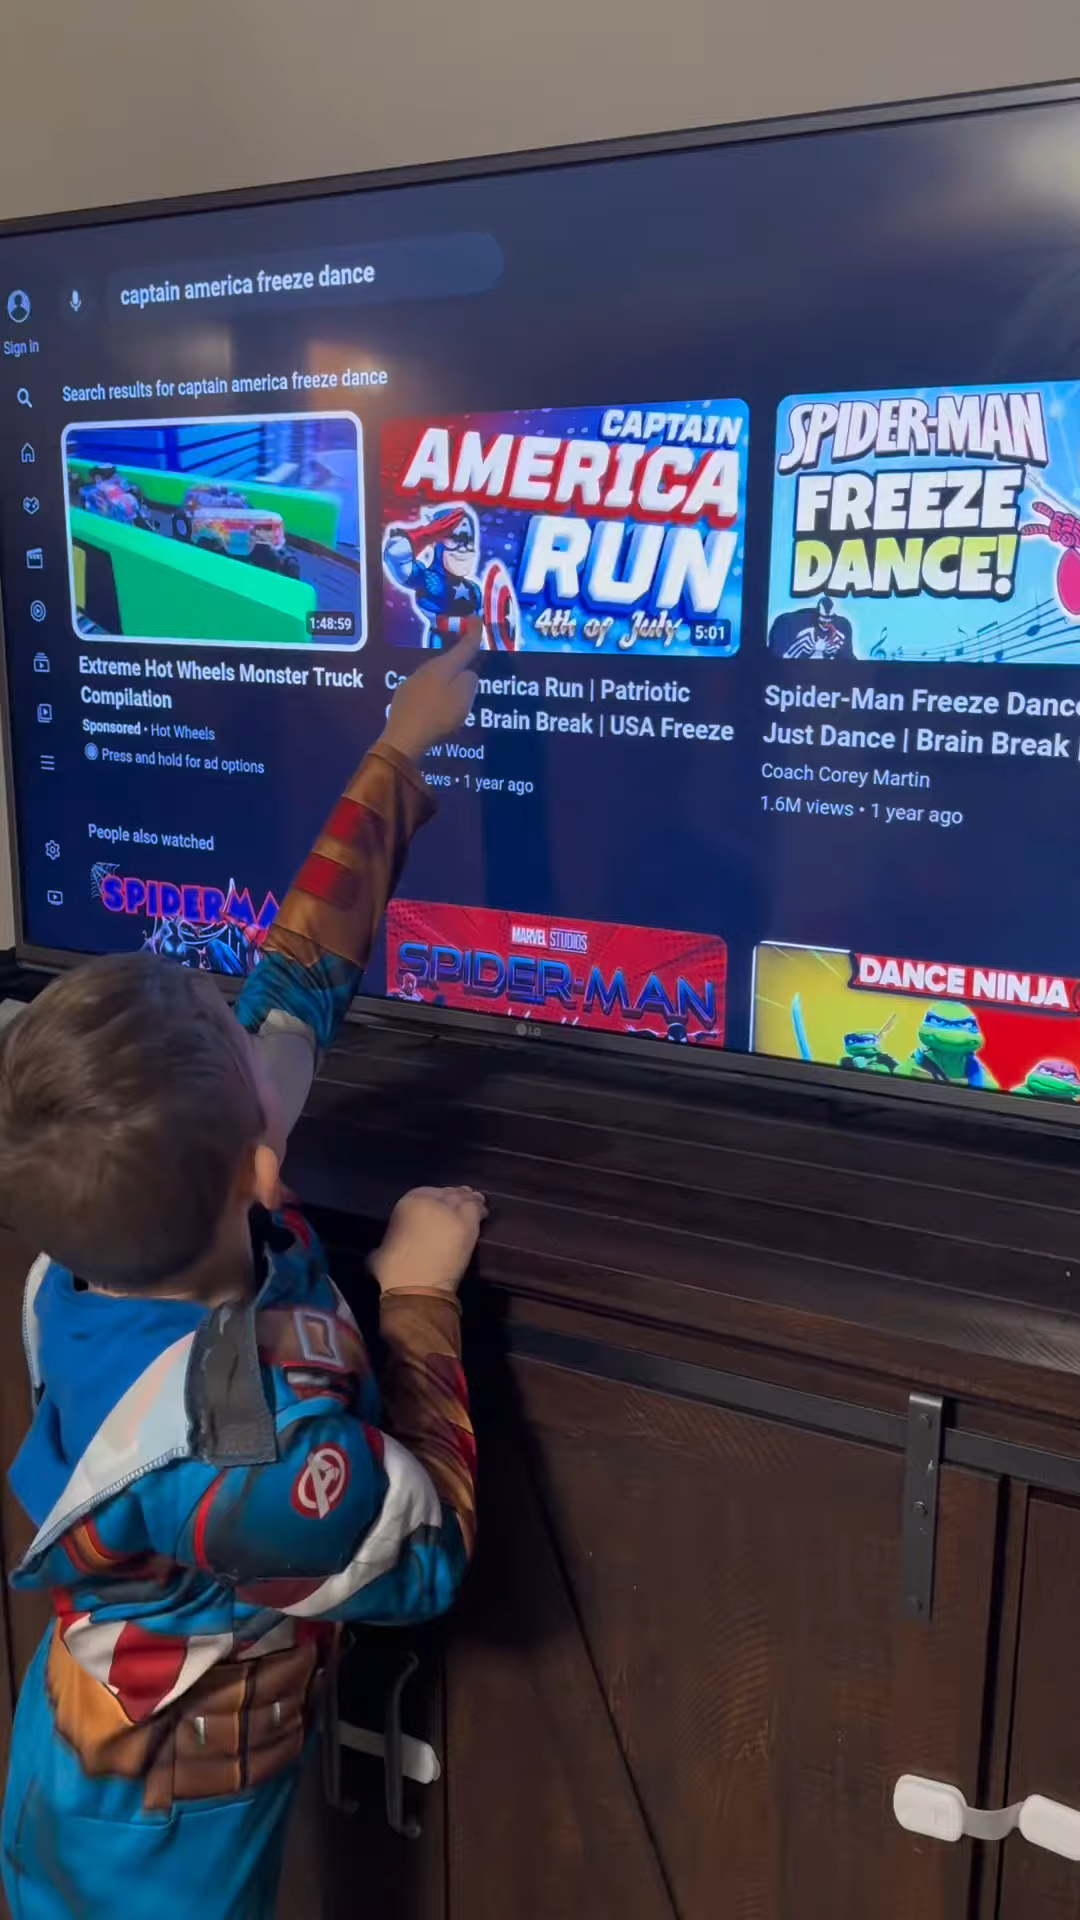 captain america freeze dance
Sign In
Search results for captain america freeze dance
1:48:59
Extreme Hot Wheels Monster Truck
Compilation
Sponsored • Hot Wheels
Press and hold for ad options
CAPTAIN
AMERICA
RUN
4th of July
5:01
merica Run | Patriotic
e Brain Break | USA Freeze
ew Wood
iews • 1 year ago
SPIDER-MAN
FREEZE
DANCE!
Spider-Man Freeze Dance
Just Dance | Brain Break |
Coach Corey Martin
1.6M views • 1 year ago
People also watched
SPIDERMA
MARVEL STUDIOS
SPIDER-MAN
DANCE NINJA
LG